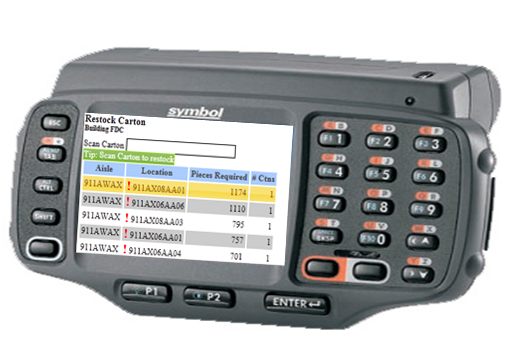 symbol
Restock Carton
Building FDC
Scan Carton
Tip: Scan Carton to restock
Aisle Location Pieces Required # Ctns
911AWAX ! 911AX08AA01 1174 1
911AWAX ! 911AX06AA06 1110 1
911AWAX ! 911AX08AA03 795 1
911AWAX ! 911AX06AA01 757 1
911AWAX ! 911AX06AA04 701 1
ESC
TAB
ALT
CTRL
SHIFT
B
F1 1
D
F2 2
F
F3 3
H
F4 4
J
F5 5
L
F6 6
N
F7 7
P
F8 8
R
F9 9
T
BKSP
V
F10 0
X
Z
P1
P2
ENTER